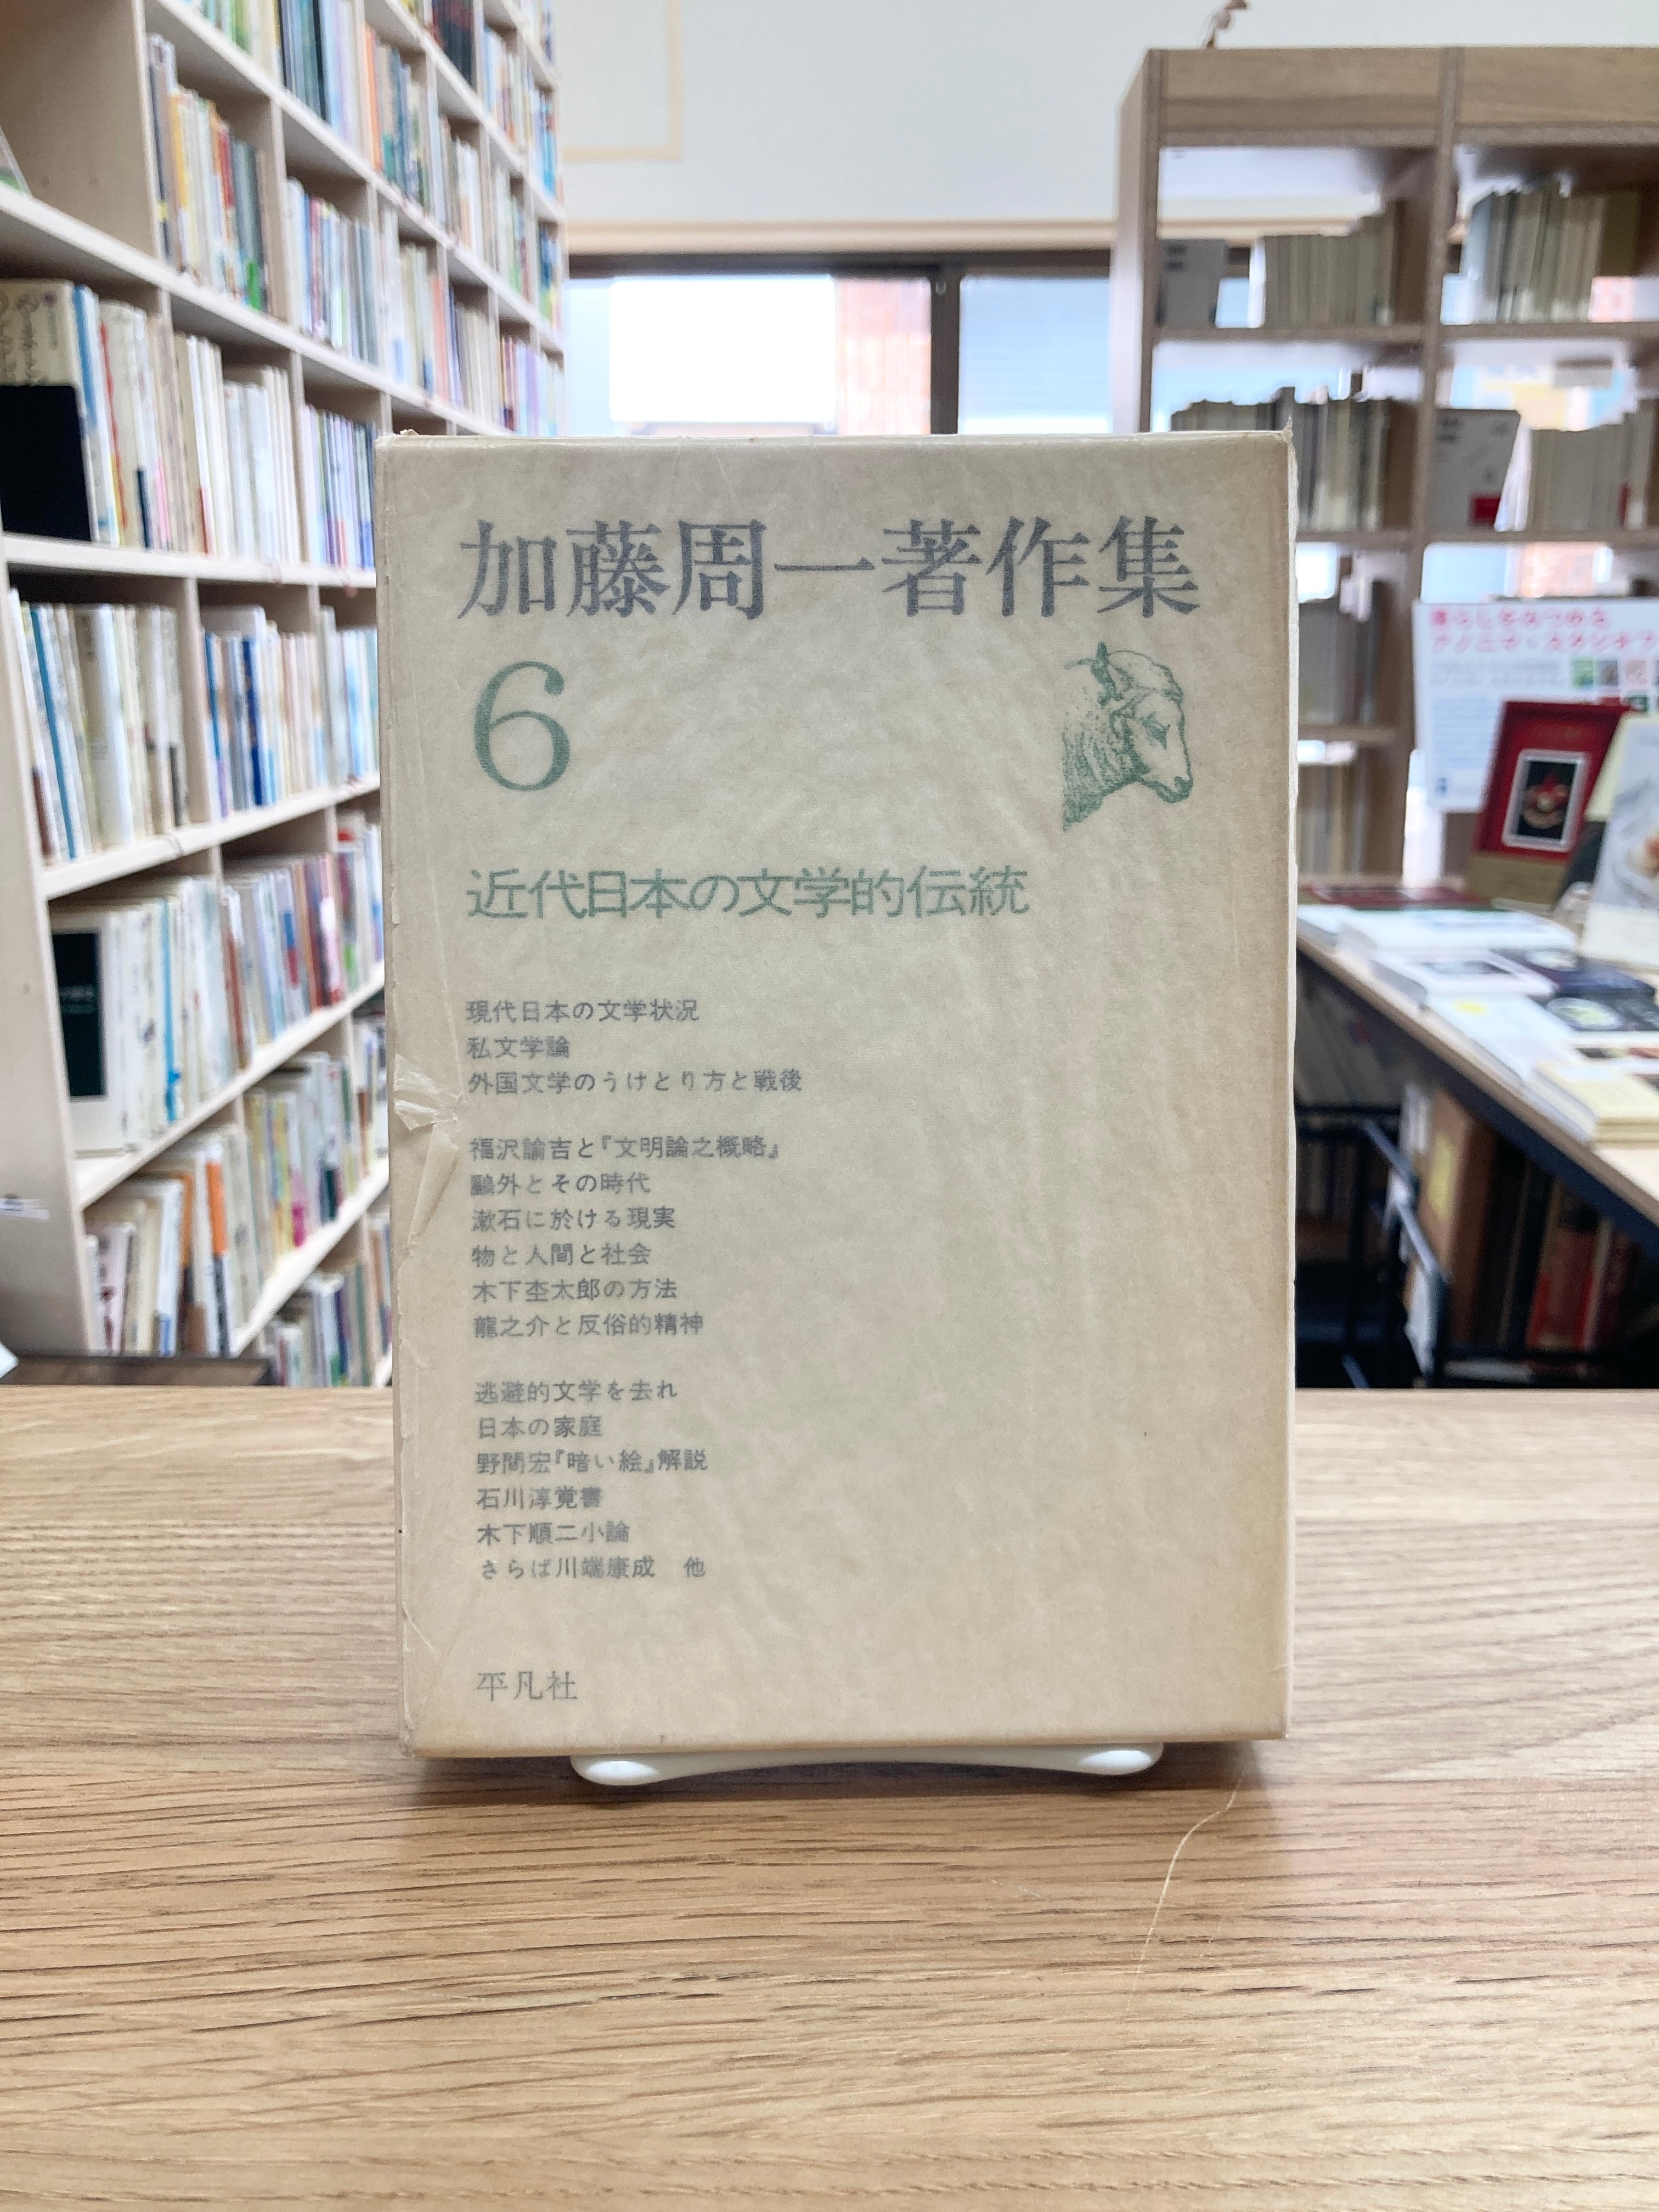 加藤周一著作集
6
近代日本の文学的伝統
現代日本の文学状況
私文学論
外国文学のうけとり方と戦後
福沢諭吉と『文明論之概略』
鷗外とその時代
漱石に於ける現実
物と人間と社会
木下杢太郎の方法
龍之介と反俗的精神
逃避的文学を去れ
日本の家庭
野間宏『暗い絵』解説
石川淳覚書
木下順二小論
さらば川端康成 他
平凡社